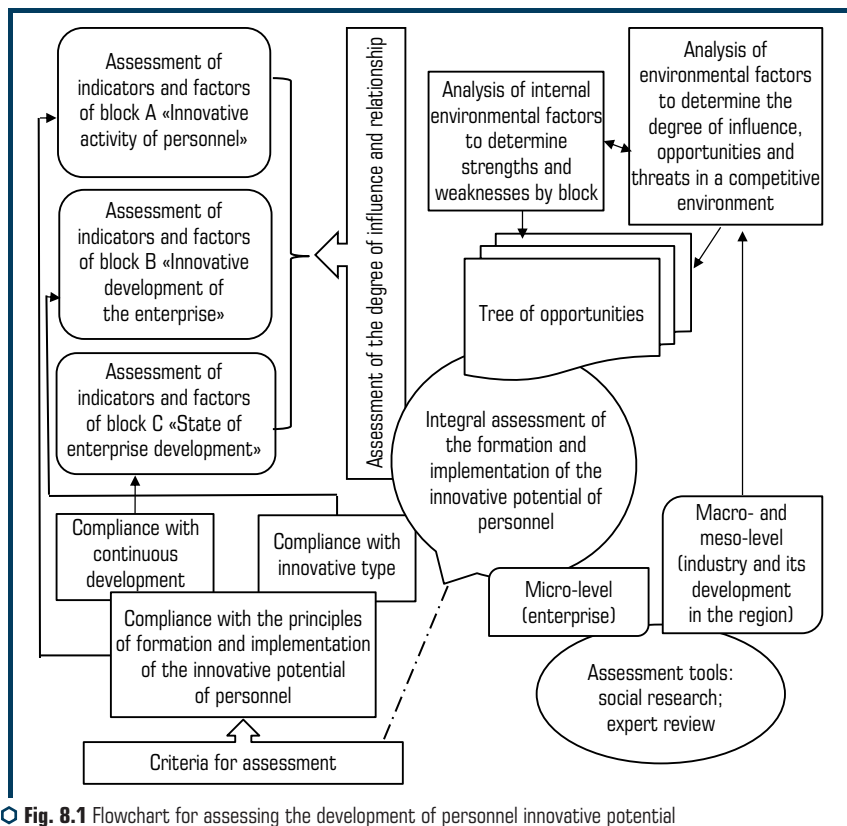 Assessment of
indicators and factors
of block A «Innovative
activity of personnel»
Assessment of
indicators and factors
of block B «Innovative
development of
the enterprise»
Assessment of
indicators and factors
of block C «State of
enterprise development»
Assessment of the degree of influence and relationship
Analysis of internal
environmental factors
to determine
strengths and
weaknesses by block
Analysis of
environmental factors
to determine the
degree of influence,
opportunities and
threats in a competitive
environment
Tree of opportunities
Integral assessment of
the formation and
implementation of the
innovative potential of
personnel
Compliance with
continuous
development
Compliance with
innovative type
Compliance with the principles
of formation and implementation
of the innovative potential
of personnel
Criteria for assessment
Micro-level
(enterprise)
Macro- and
meso-level
(industry and its
development
in the region)
Assessment tools:
social research;
expert review
Fig. 8.1 Flowchart for assessing the development of personnel innovative potential